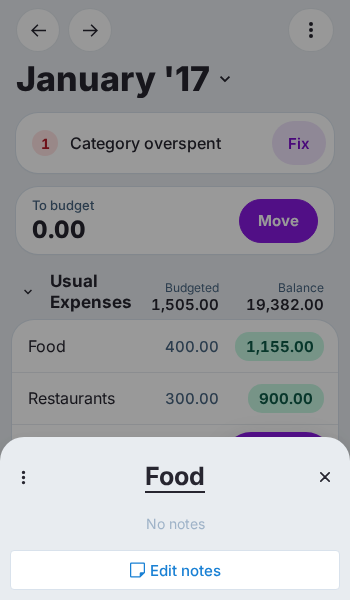 January '17
1 Category overspent Fix
To budget
0.00 Move
Usual Expenses Budgeted Balance
1,505.00 19,382.00
Food 400.00 1,155.00
Restaurants 300.00 900.00
Food
No notes
Edit notes